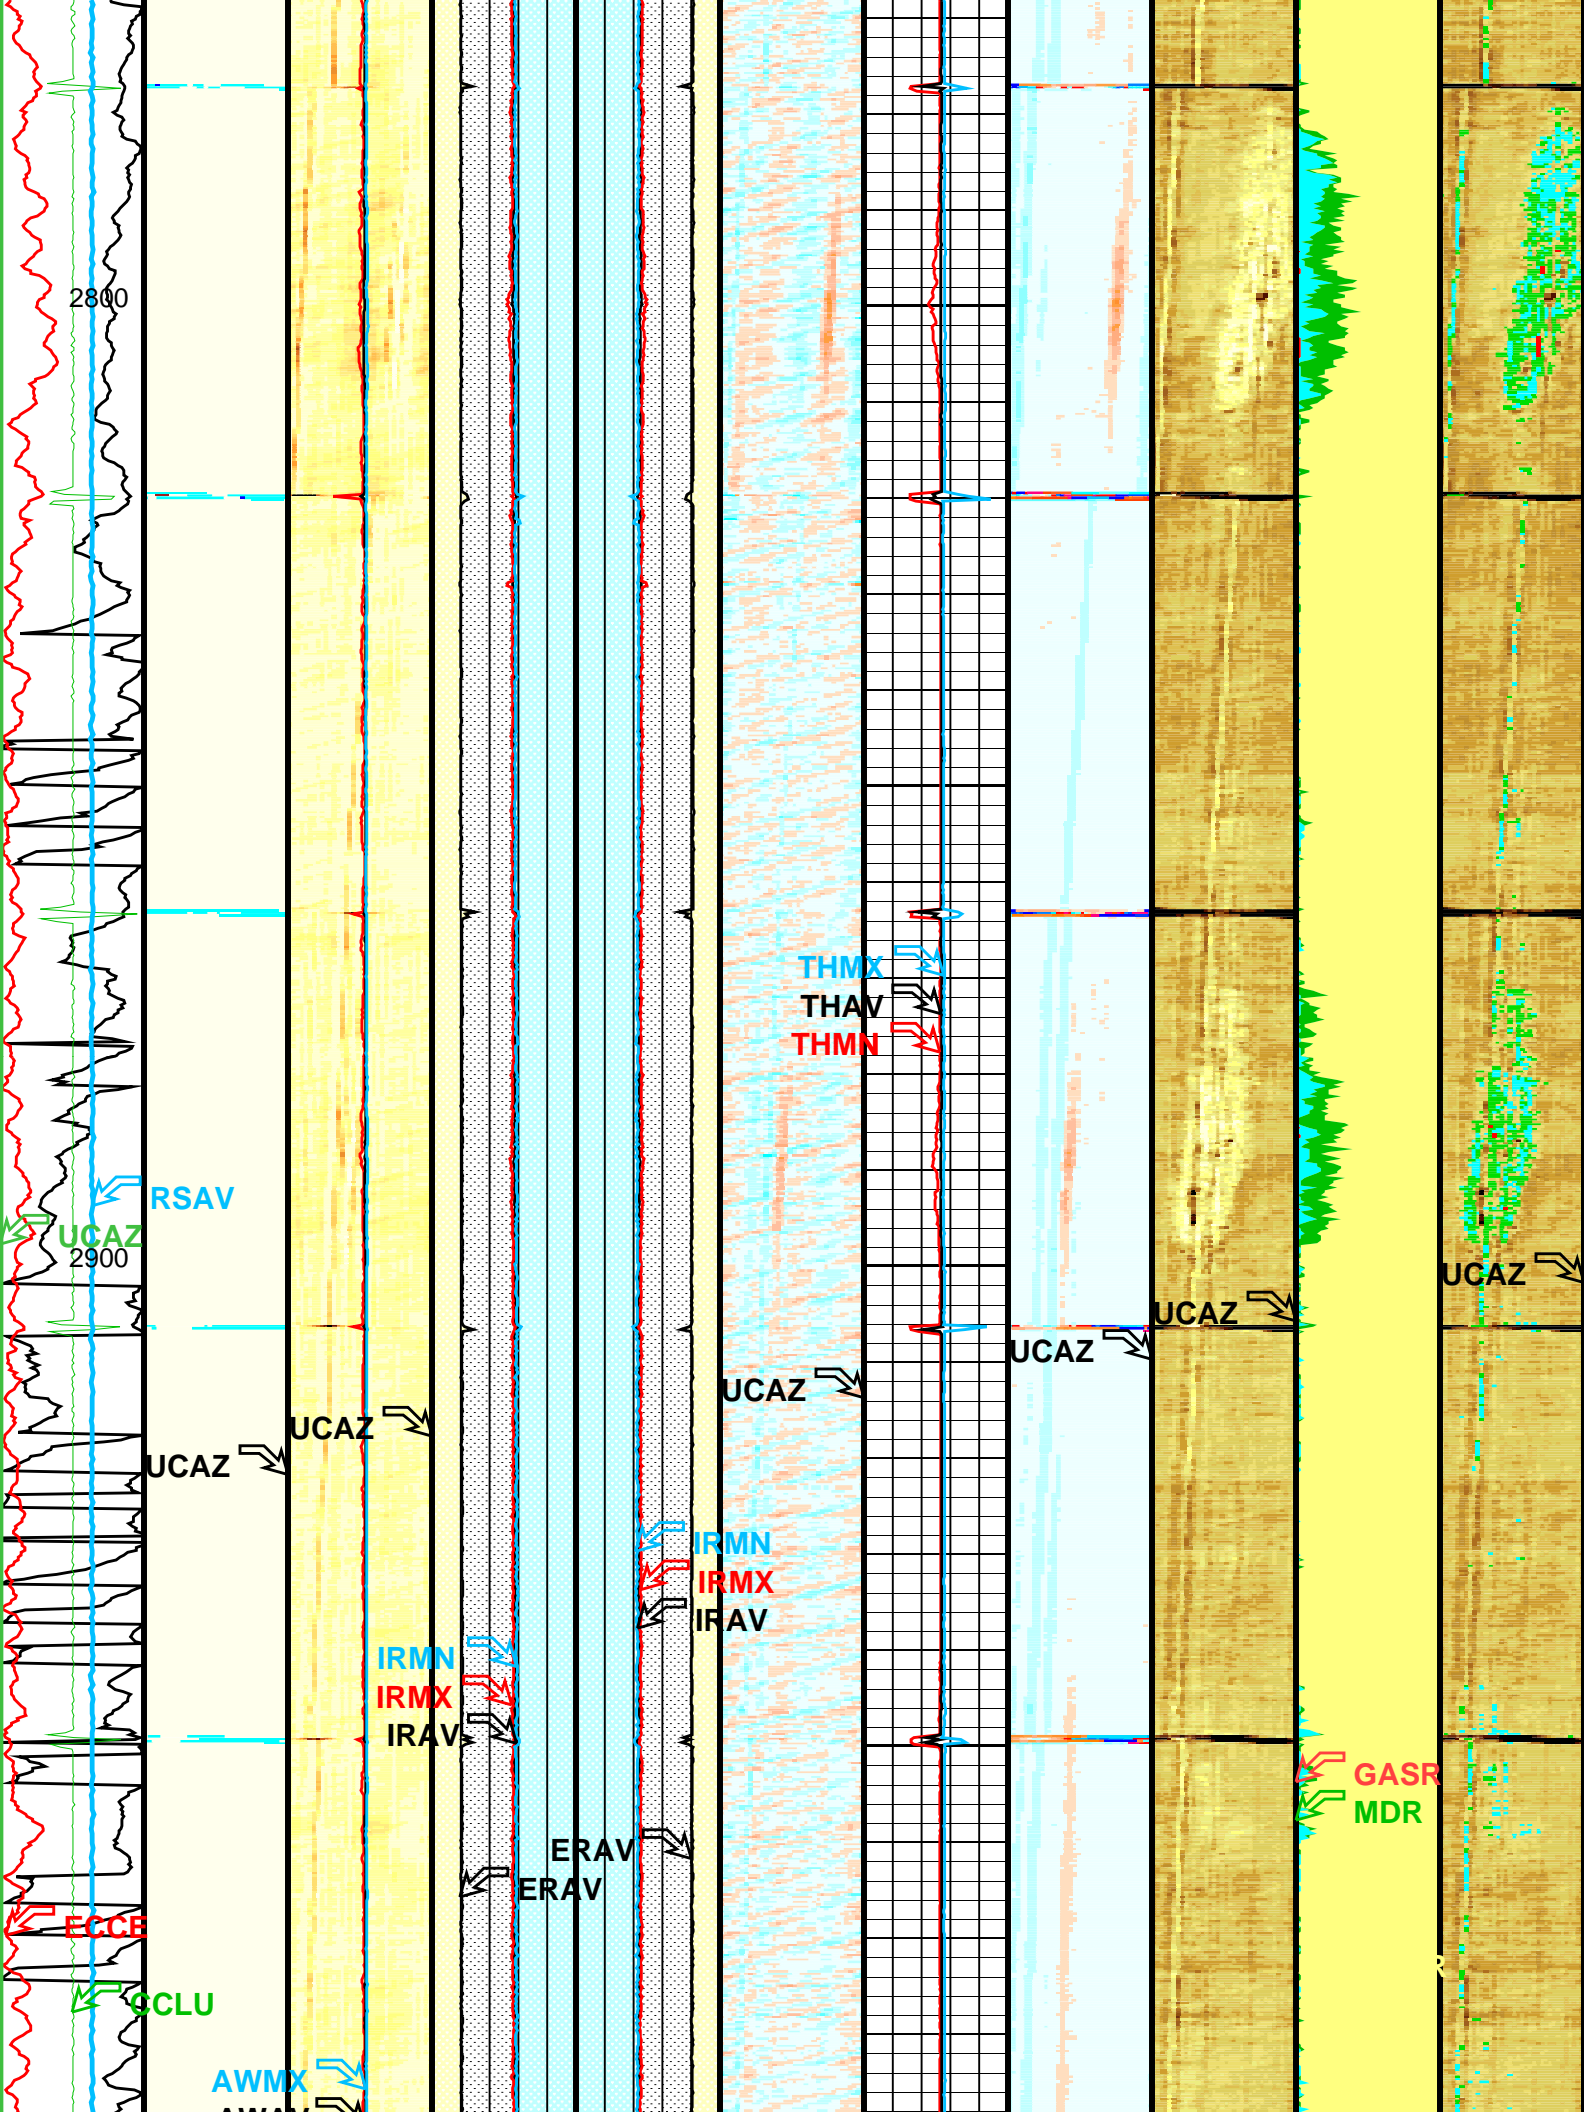 2800
THMX
THAV
THMN
RSAV
UCAZ
2900
UCAZ
UCAZ
UCAZ
UCAZ
UCAZ
UCAZ
IRMN
IRMX
IRAV
IRMN
IRMX
IRAV
GASR
MDR
ERAV
ERAV
ECCE
R
CCLU
AWMX
AWAV